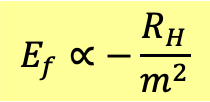 E_f ∝ − R_H / m²